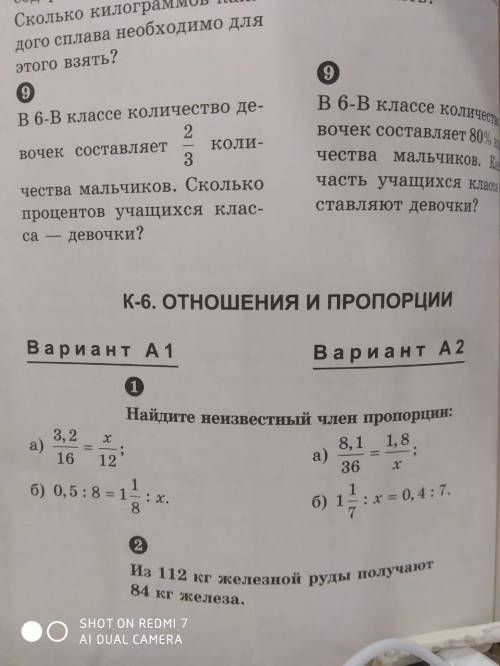 Сколько килограммов
дого сплава необходимо для
этого взять?
9
В 6-В классе количество де-
вочек составляет 2/3 коли-
чества мальчиков. Сколько
процентов учащихся клас-
са — девочки?
9
В 6-В классе количество
вочек составляет 80%
чества мальчиков.
часть учащихся класса
ставляют девочки?
К-6. ОТНОШЕНИЯ И ПРОПОРЦИИ
Вариант А1
Вариант А2
1
Найдите неизвестный член пропорции:
а) 3,2/16 = x/12;
б) 0,5 : 8 = 1 1/8 : x.
а) 8,1/36 = 1,8/x;
б) 1 1/7 : x = 0,4 : 7.
2
Из 112 кг железной руды получают
84 кг железа.
SHOT ON REDMI 7
AI DUAL CAMERA